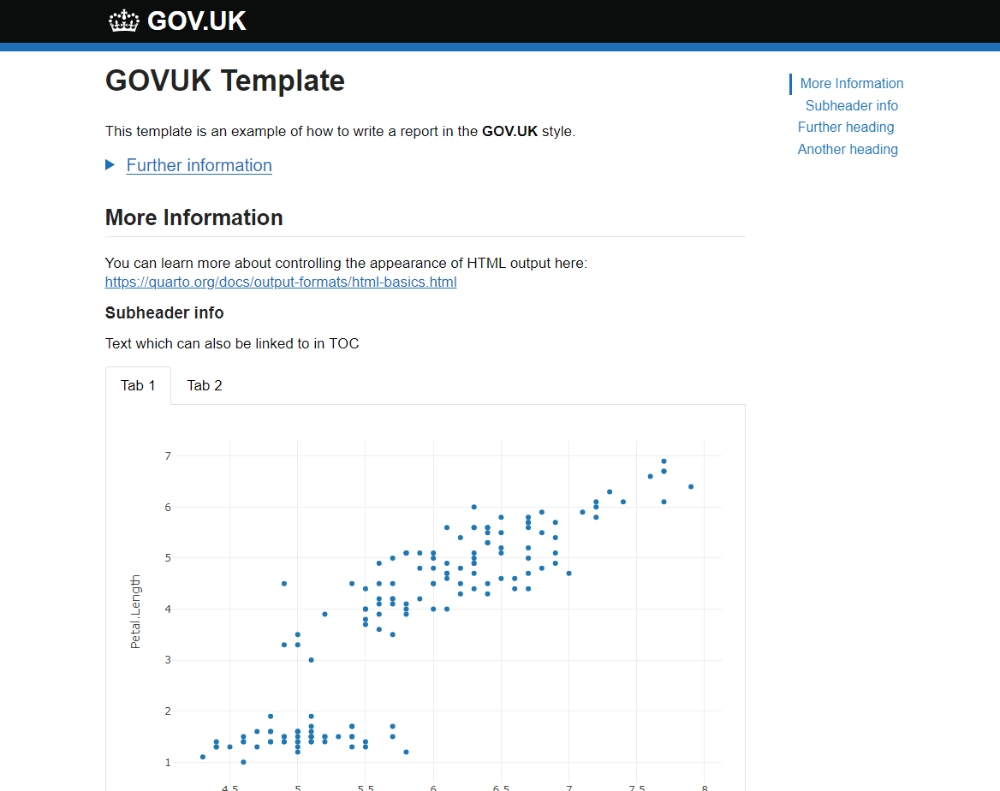 GOV.UK
GOVUK Template
This template is an example of how to write a report in the GOV.UK style.
Further information
More Information
Subheader info
Further heading
Another heading
More Information
You can learn more about controlling the appearance of HTML output here:
https://quarto.org/docs/output-formats/html-basics.html
Subheader info
Text which can also be linked to in TOC
Tab 1 Tab 2
Petal.Length
7
6
5
4
3
2
1
4.5 5 5.5 6 6.5 7 7.5 8